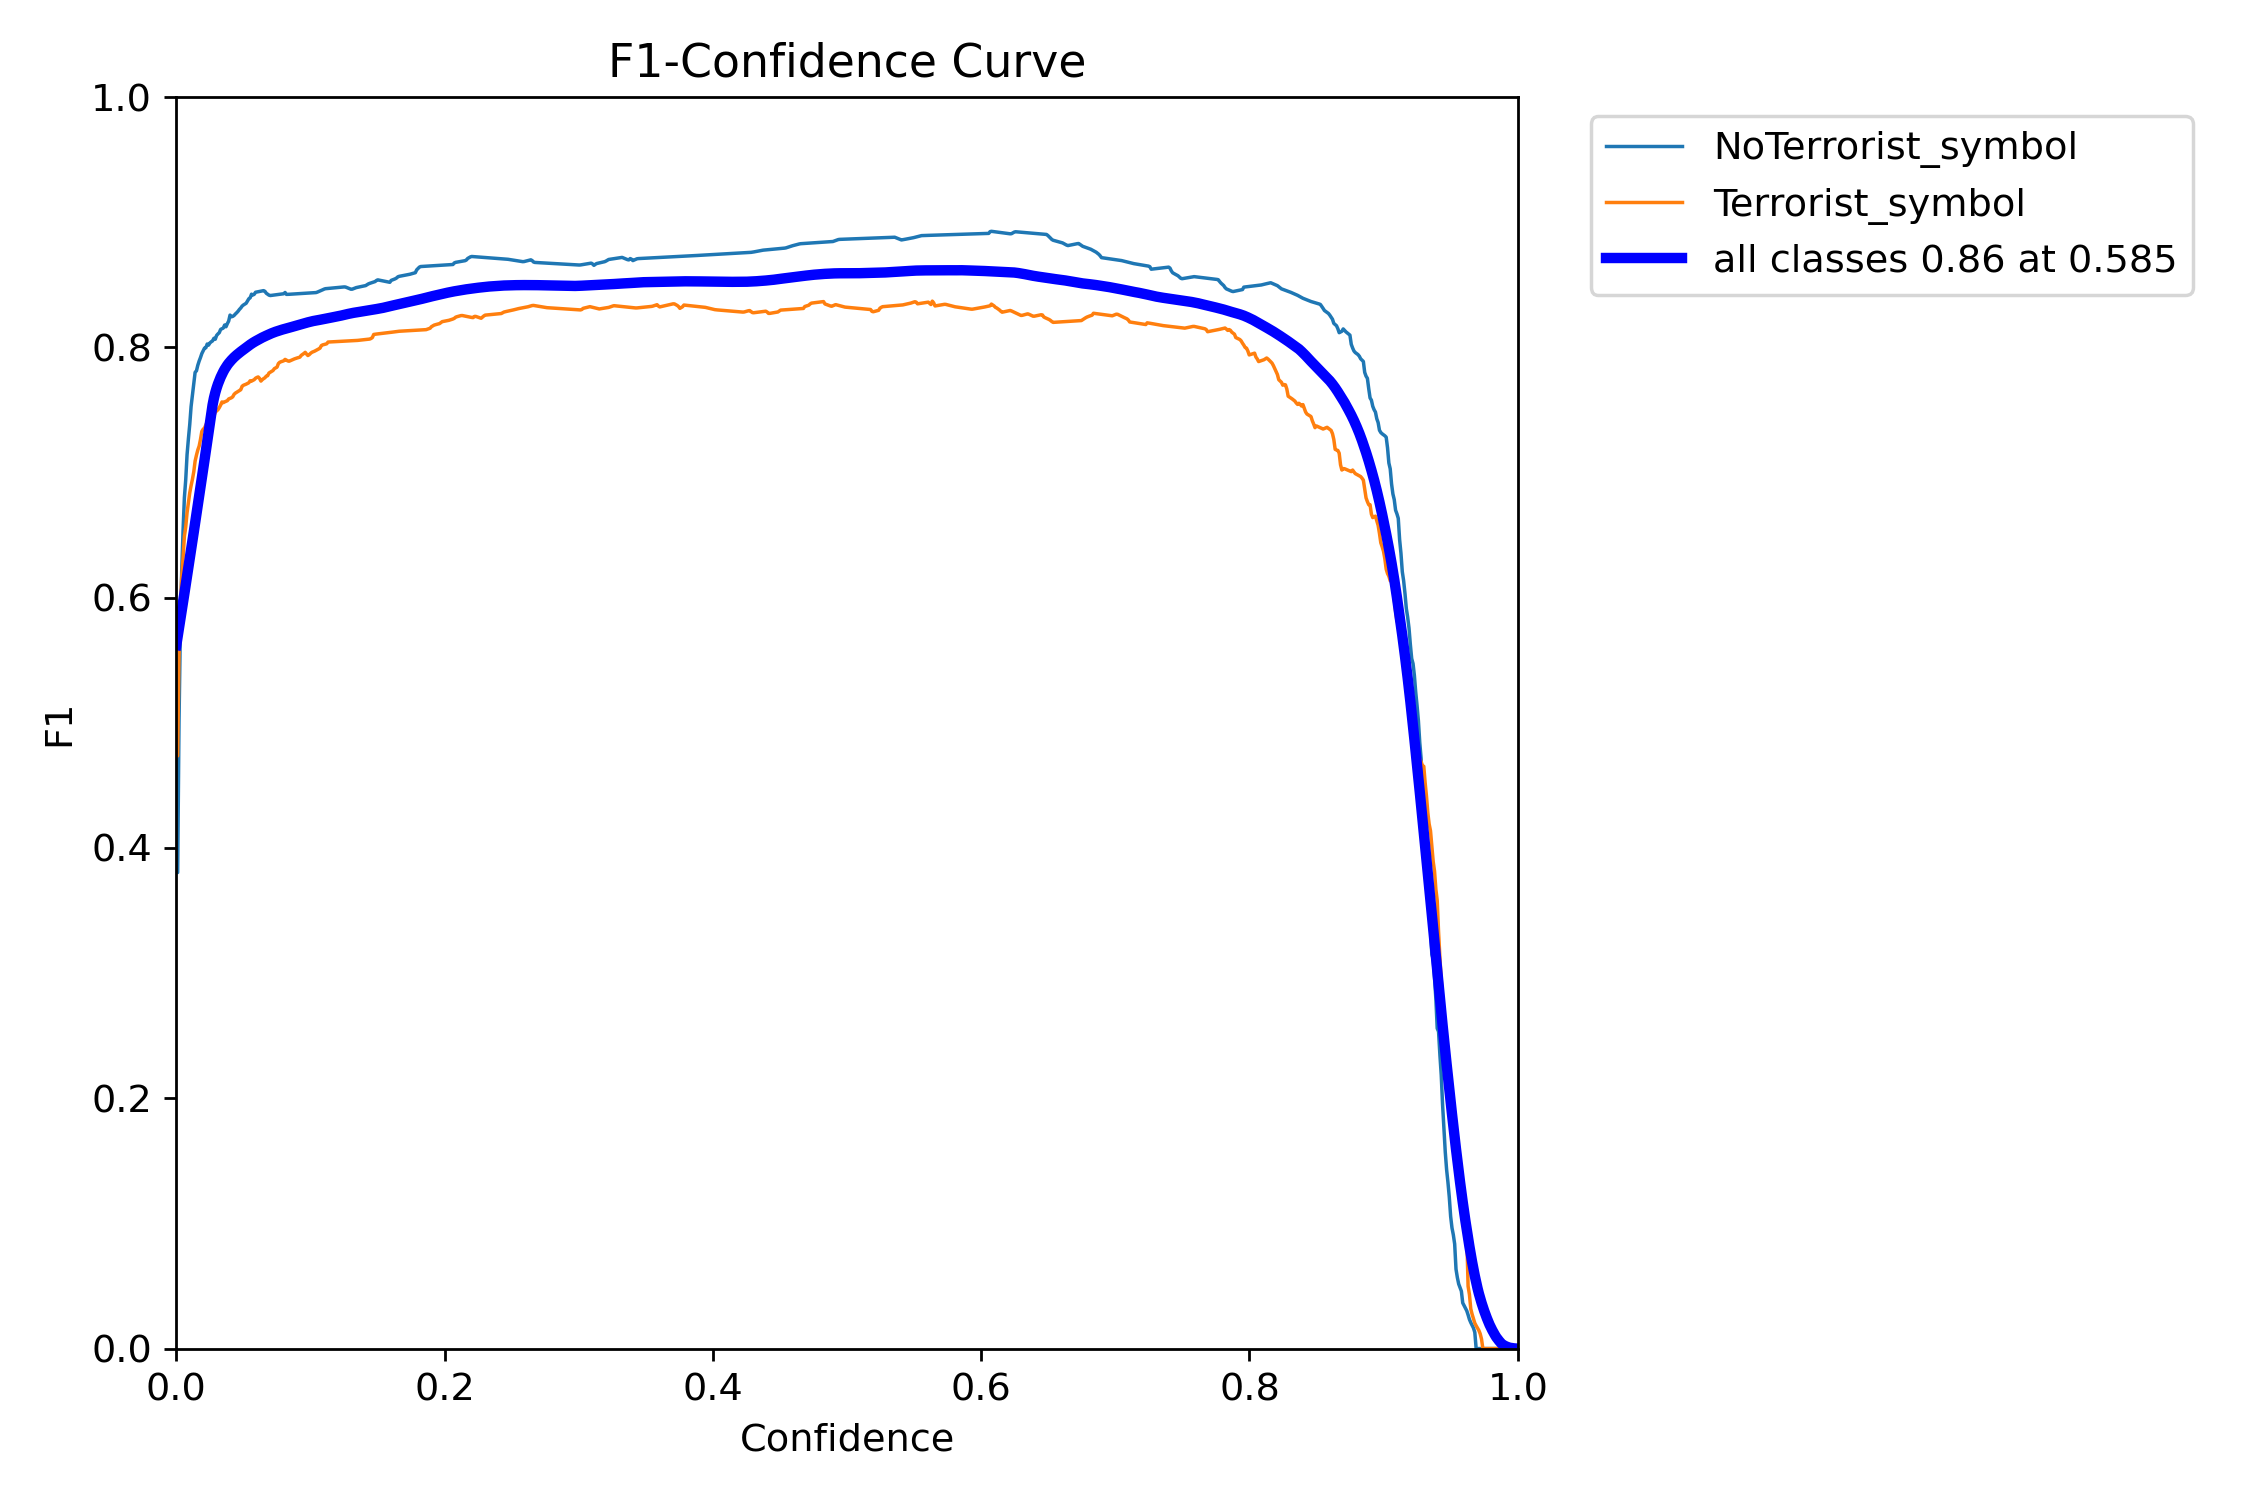 F1-Confidence Curve
NoTerrorist_symbol
Terrorist_symbol
all classes 0.86 at 0.585
F1
1.0
0.8
0.6
0.4
0.2
0.0
0.0 0.2 0.4 0.6 0.8 1.0
Confidence